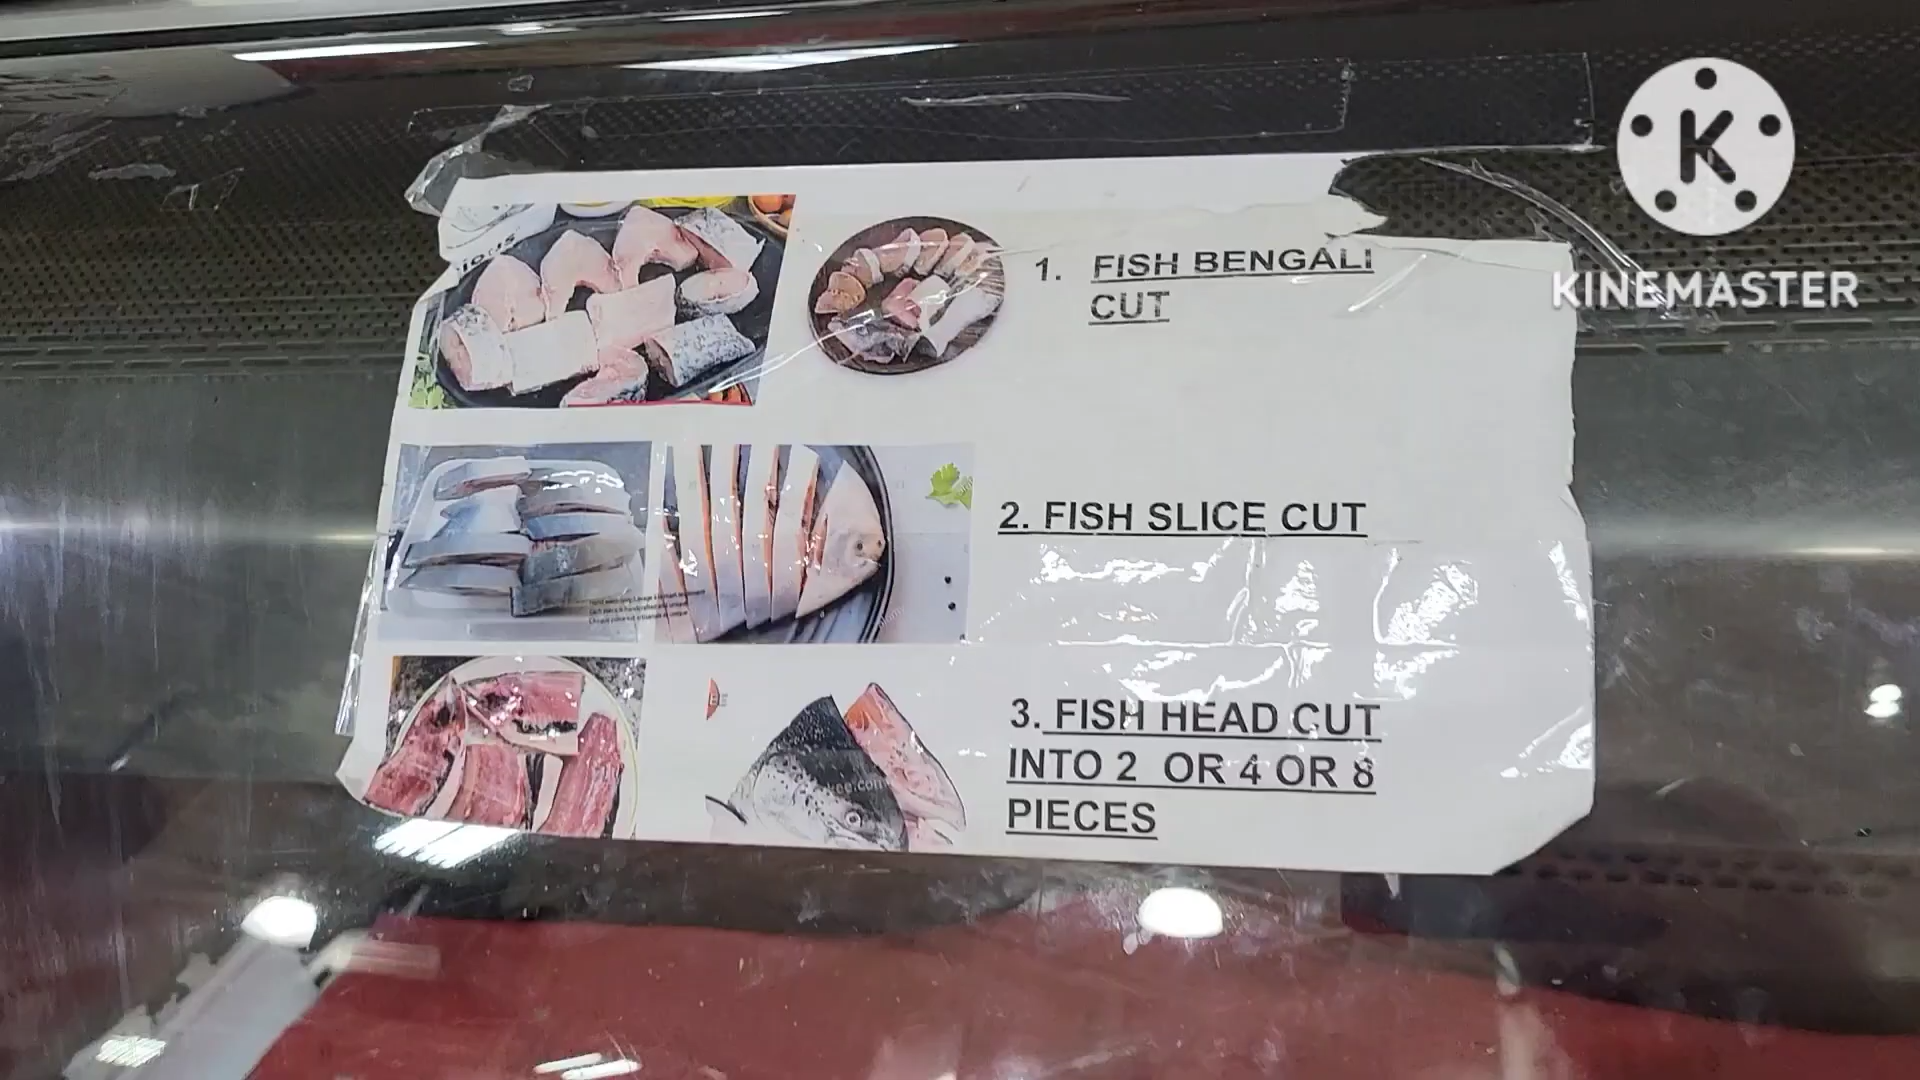 K
KINEMASTER
1. FISH BENGALI
CUT
2. FISH SLICE CUT
3. FISH HEAD CUT
INTO 2 OR 4 OR 8
PIECES